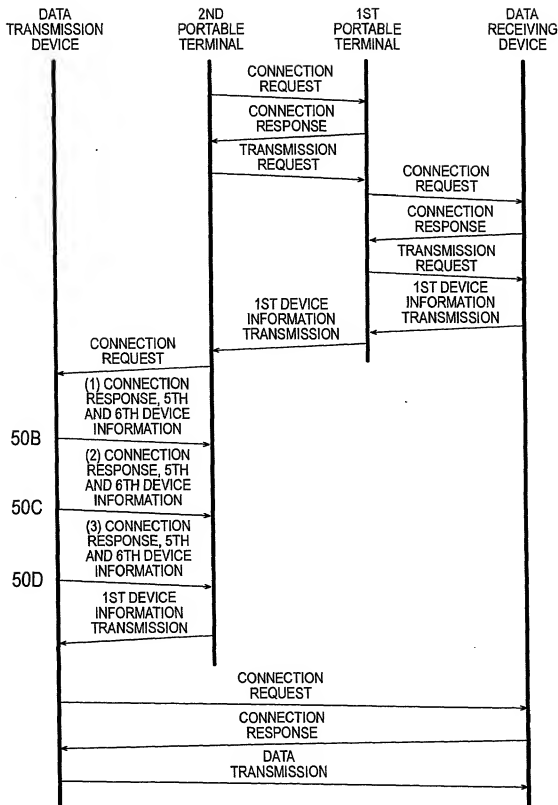 DATA
TRANSMISSION
DEVICE
2ND
PORTABLE
TERMINAL
1ST
PORTABLE
TERMINAL
DATA
RECEIVING
DEVICE
CONNECTION
REQUEST
CONNECTION
RESPONSE
TRANSMISSION
REQUEST
CONNECTION
REQUEST
CONNECTION
RESPONSE
TRANSMISSION
REQUEST
1ST DEVICE
INFORMATION
TRANSMISSION
1ST DEVICE
INFORMATION
TRANSMISSION
CONNECTION
REQUEST
(1) CONNECTION
RESPONSE, 5TH
AND 6TH DEVICE
INFORMATION
50B
(2) CONNECTION
RESPONSE, 5TH
AND 6TH DEVICE
INFORMATION
50C
(3) CONNECTION
RESPONSE, 5TH
AND 6TH DEVICE
INFORMATION
50D
1ST DEVICE
INFORMATION
TRANSMISSION
CONNECTION
REQUEST
CONNECTION
RESPONSE
DATA
TRANSMISSION